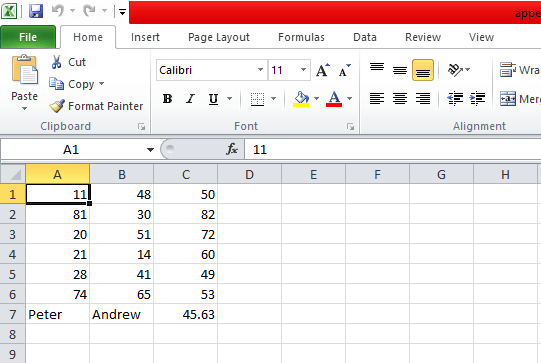 appe
File Home Insert Page Layout Formulas Data Review View
Cut
Copy
Format Painter
Paste
Calibri 11 A A
B I U A
Wra
Merg
Clipboard Font Alignment
A1 fx 11
A B C D E F G H
1 11 48 50
2 81 30 82
3 20 51 72
4 21 14 60
5 28 41 49
6 74 65 53
7 Peter Andrew 45.63
8
9